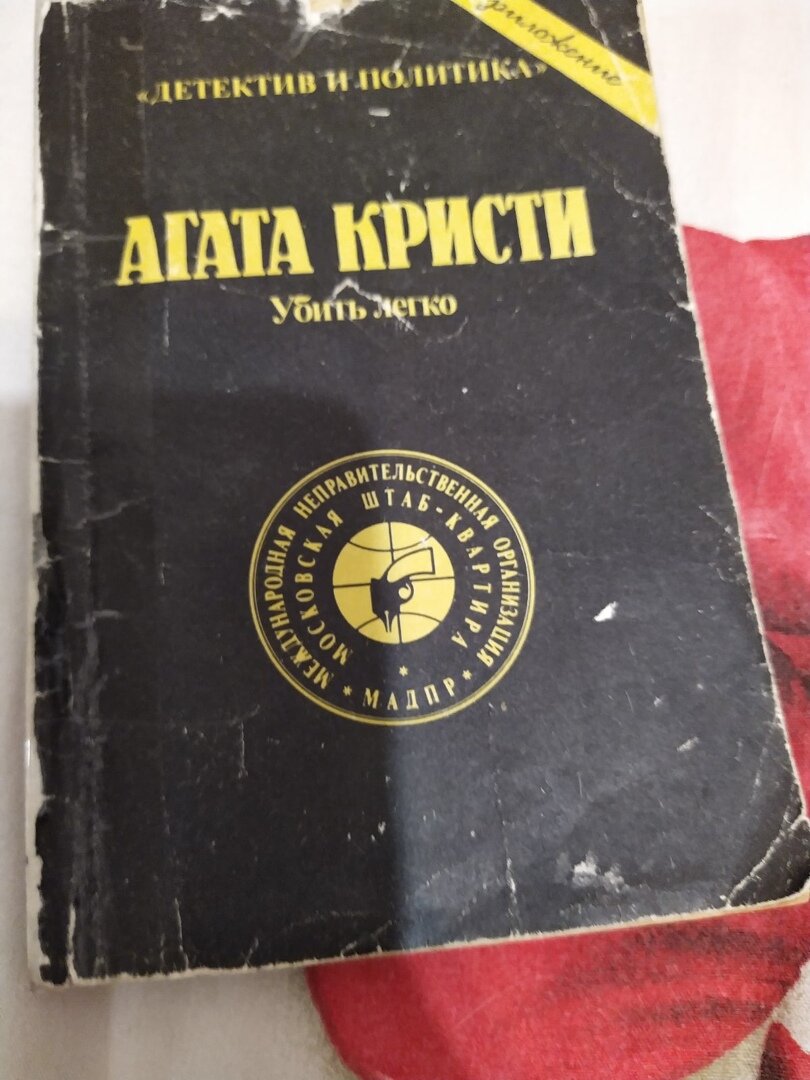 приложение
«ДЕТЕКТИВ И ПОЛИТИКА»
АГАТА КРИСТИ
Убить легко
МЕЖДУНАРОДНАЯ НЕПРАВИТЕЛЬСТВЕННАЯ ОРГАНИЗАЦИЯ
МОСКОВСКАЯ ШТАБ-КВАРТИРА
* МАДПР *